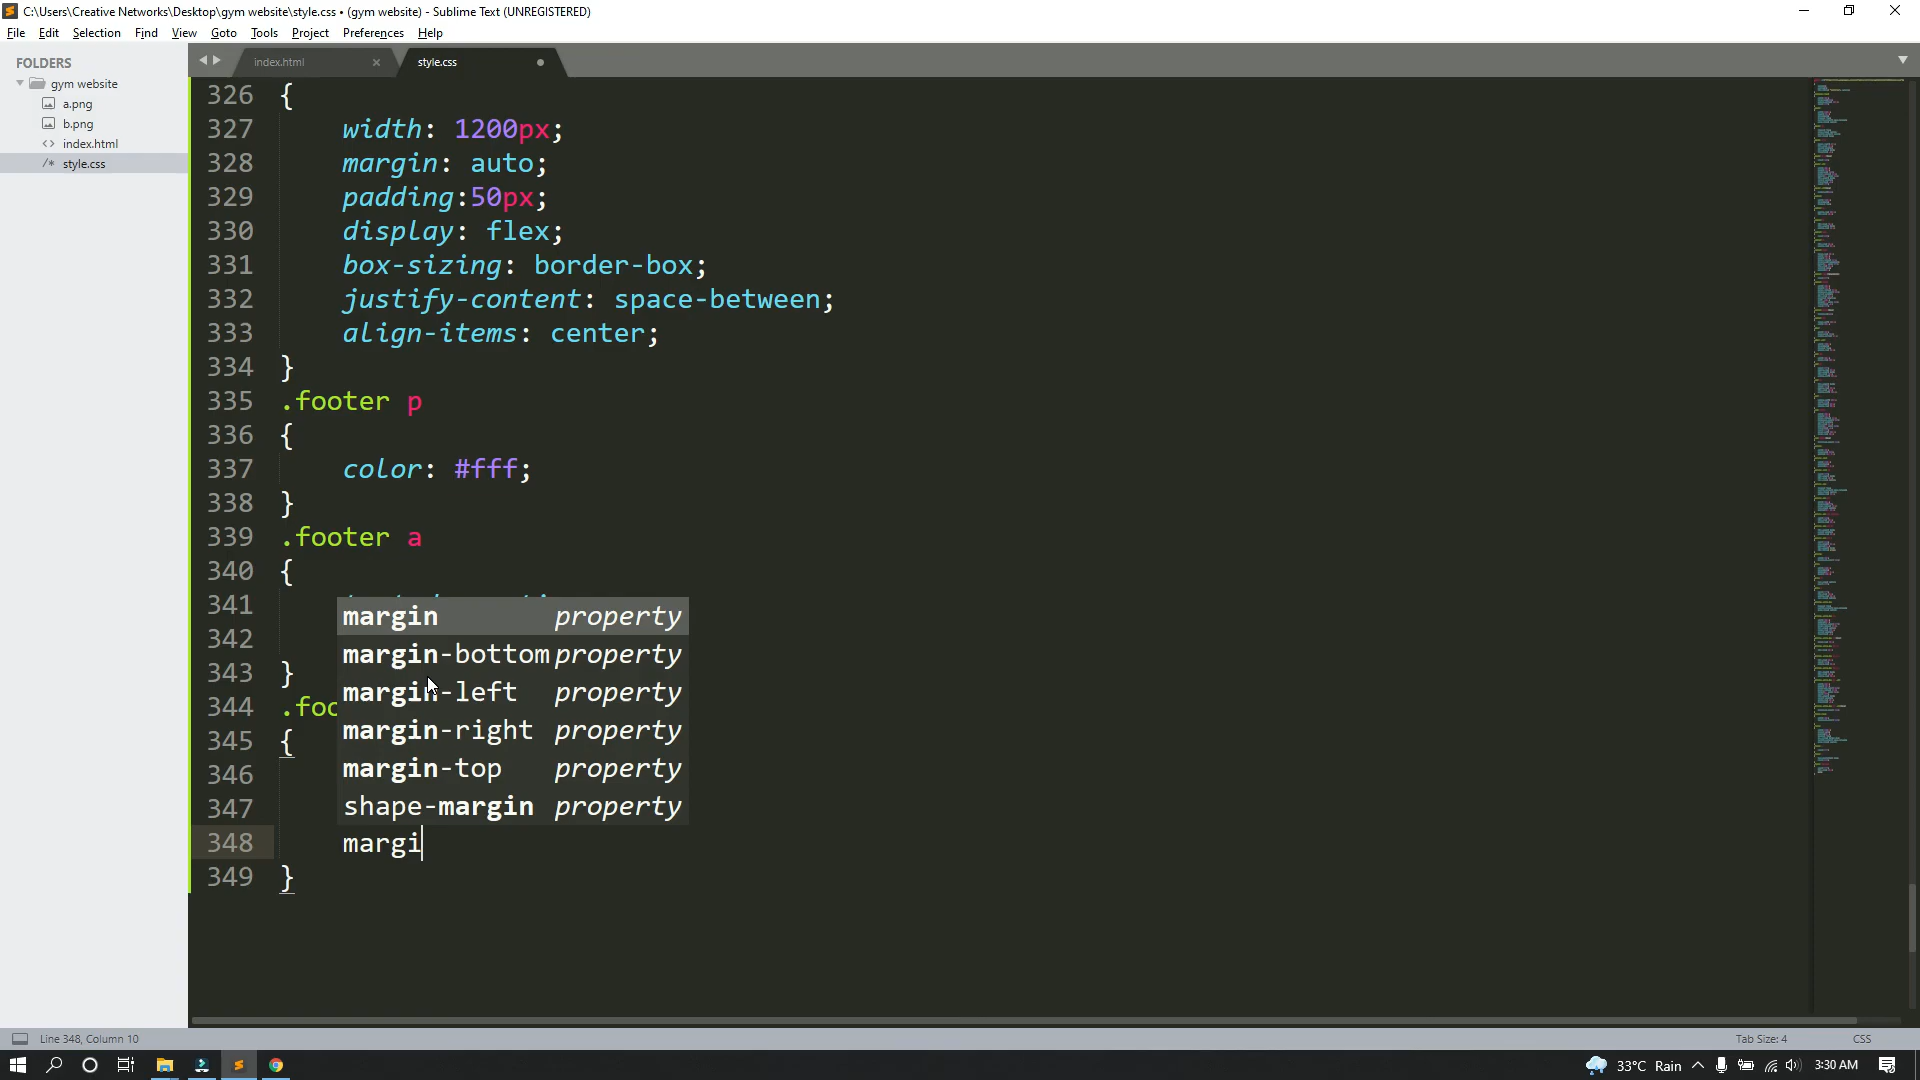 C:\Users\Creative Networks\Desktop\gym website\style.css • (gym website) - Sublime Text (UNREGISTERED)
File Edit Selection Find View Goto Tools Project Preferences Help
FOLDERS
gym website
a.png
b.png
index.html
style.css
index.html
style.css
326 {
327 width: 1200px;
328 margin: auto;
329 padding:50px;
330 display: flex;
331 box-sizing: border-box;
332 justify-content: space-between;
333 align-items: center;
334 }
335 .footer p
336 {
337 color: #fff;
338 }
339 .footer a
340 {
341
342
343 }
344 .foo
345 {
346
347
348 margi
349 }
margin property
margin-bottom property
margin-left property
margin-right property
margin-top property
shape-margin property
Line 348, Column 10
Tab Size: 4
CSS
33°C Rain
3:30 AM